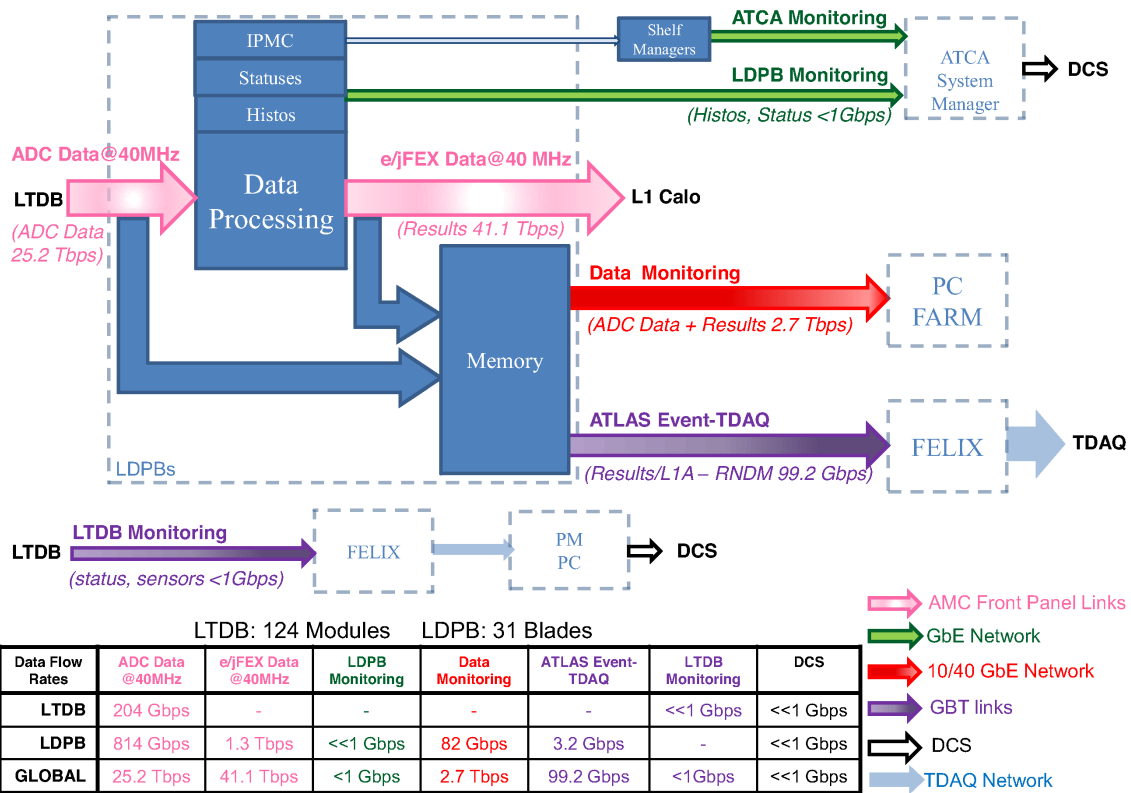 ATCA Monitoring
IPMC
Shelf
Managers
Statuses
LDPB Monitoring
ATCA
System
Manager
DCS
Histos
(Histos, Status <1Gbps)
ADC Data@40MHz
e/jFEX Data@40 MHz
LTDB
Data
Processing
L1 Calo
(ADC Data
25.2 Tbps)
(Results 41.1 Tbps)
Data Monitoring
PC
FARM
(ADC Data + Results 2.7 Tbps)
Memory
ATLAS Event-TDAQ
FELIX
TDAQ
LDPBs
(Results/L1A – RNDM 99.2 Gbps)
LTDB Monitoring
LTDB
FELIX
PM
PC
DCS
(status, sensors <1Gbps)
AMC Front Panel Links
GbE Network
10/40 GbE Network
GBT links
DCS
TDAQ Network
LTDB: 124 Modules LDPB: 31 Blades
Data Flow Rates ADC Data @40MHz e/jFEX Data @40MHz LDPB Monitoring Data Monitoring ATLAS Event-TDAQ LTDB Monitoring DCS
LTDB 204 Gbps - - - - <<1 Gbps <<1 Gbps
LDPB 814 Gbps 1.3 Tbps <<1 Gbps 82 Gbps 3.2 Gbps - <<1 Gbps
GLOBAL 25.2 Tbps 41.1 Tbps <1 Gbps 2.7 Tbps 99.2 Gbps <1Gbps <<1 Gbps